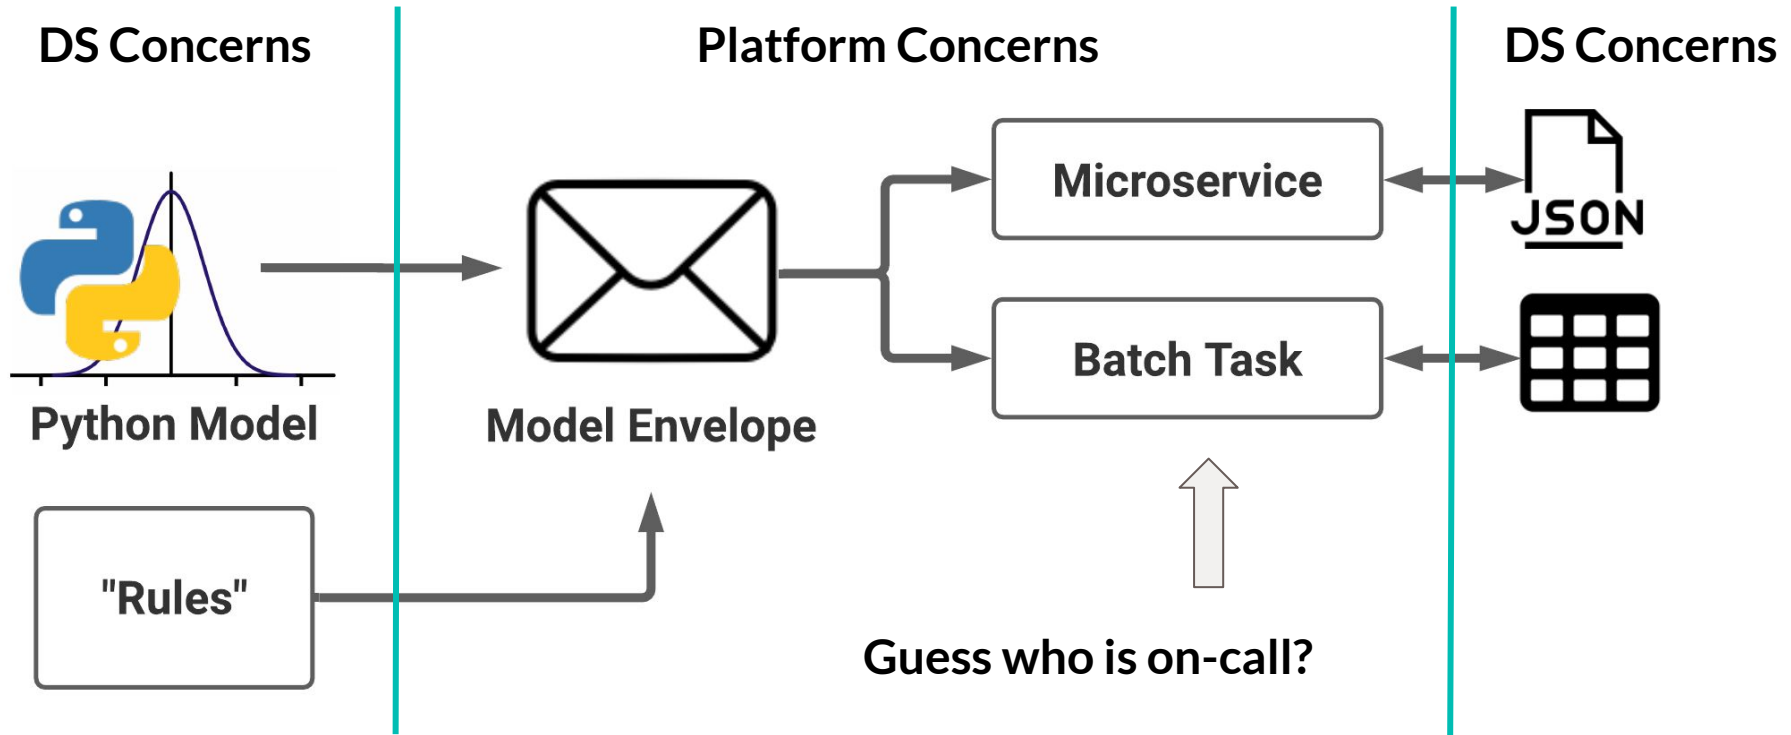 DS Concerns
Platform Concerns
DS Concerns
Microservice
JSON
Batch Task
Python Model
Model Envelope
"Rules"
Guess who is on-call?